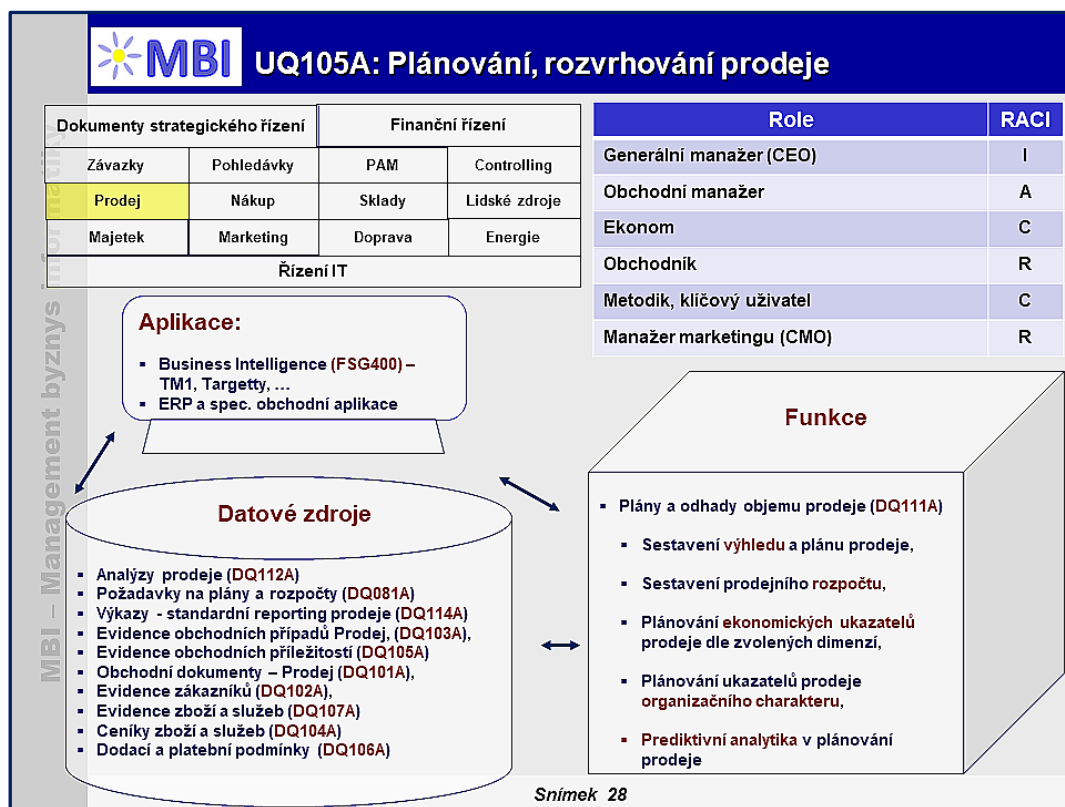 MBI
UQ105A: Plánování, rozvrhování prodeje
MBI – Management byznys informatiky
Dokumenty strategického řízení Finanční řízení
Závazky Pohledávky PAM Controlling
Prodej Nákup Sklady Lidské zdroje
Majetek Marketing Doprava Energie
Řízení IT
Role RACI
Generální manažer (CEO) I
Obchodní manažer A
Ekonom C
Obchodník R
Metodik, klíčový uživatel C
Manažer marketingu (CMO) R
Aplikace:
▪ Business Intelligence (FSG400) –
TM1, Targetty, …
▪ ERP a spec. obchodní aplikace
Datové zdroje
▪ Analýzy prodeje (DQ112A)
▪ Požadavky na plány a rozpočty (DQ081A)
▪ Výkazy - standardní reporting prodeje (DQ114A)
▪ Evidence obchodních případů Prodej, (DQ103A),
▪ Evidence obchodních příležitostí (DQ105A)
▪ Obchodní dokumenty – Prodej (DQ101A),
▪ Evidence zákazníků (DQ102A),
▪ Evidence zboží a služeb (DQ107A)
▪ Ceníky zboží a služeb (DQ104A)
▪ Dodací a platební podmínky (DQ106A)
Funkce
▪ Plány a odhady objemu prodeje (DQ111A)
▪ Sestavení výhledu a plánu prodeje,
▪ Sestavení prodejního rozpočtu,
▪ Plánování ekonomických ukazatelů
prodeje dle zvolených dimenzí,
▪ Plánování ukazatelů prodeje
organizačního charakteru,
▪ Prediktivní analytika v plánování
prodeje
Snímek 28